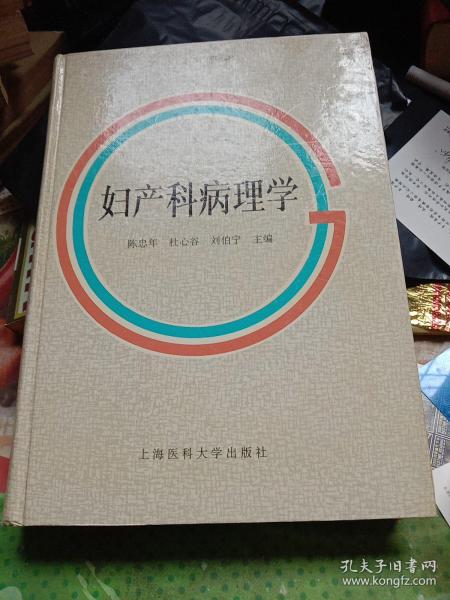 妇产科病理学
陈忠年 杜心谷 刘伯宁 主编
上海医科大学出版社
孔夫子旧书网
www.kongfz.com